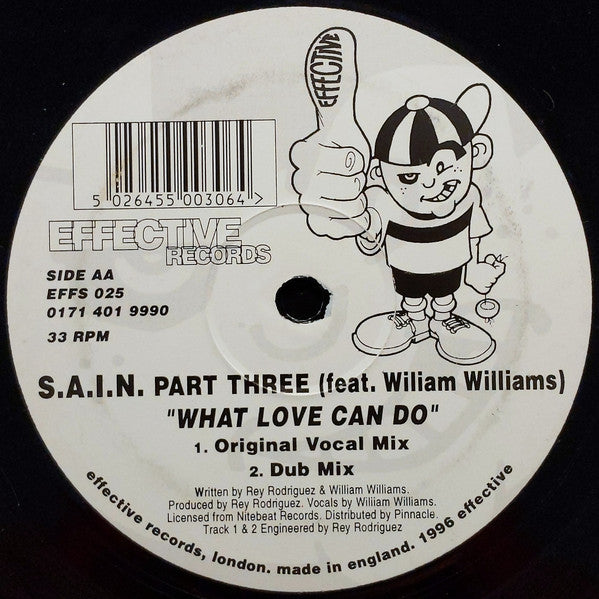 EFFECTIVE
5 026455 003064 >
EFFECTIVE
RECORDS
SIDE AA
EFFS 025
0171 401 9990
33 RPM
S.A.I.N. PART THREE (feat. Wiliam Williams)
"WHAT LOVE CAN DO"
1. Original Vocal Mix
2. Dub Mix
Written by Rey Rodriguez & William Williams.
Produced by Rey Rodriguez. Vocals by Wiliiam Williams.
Licensed from Nitebeat Records. Distributed by Pinnacle.
Track 1 & 2 Engineered by Rey Rodriguez
effective records, london. made in england. 1996 effective